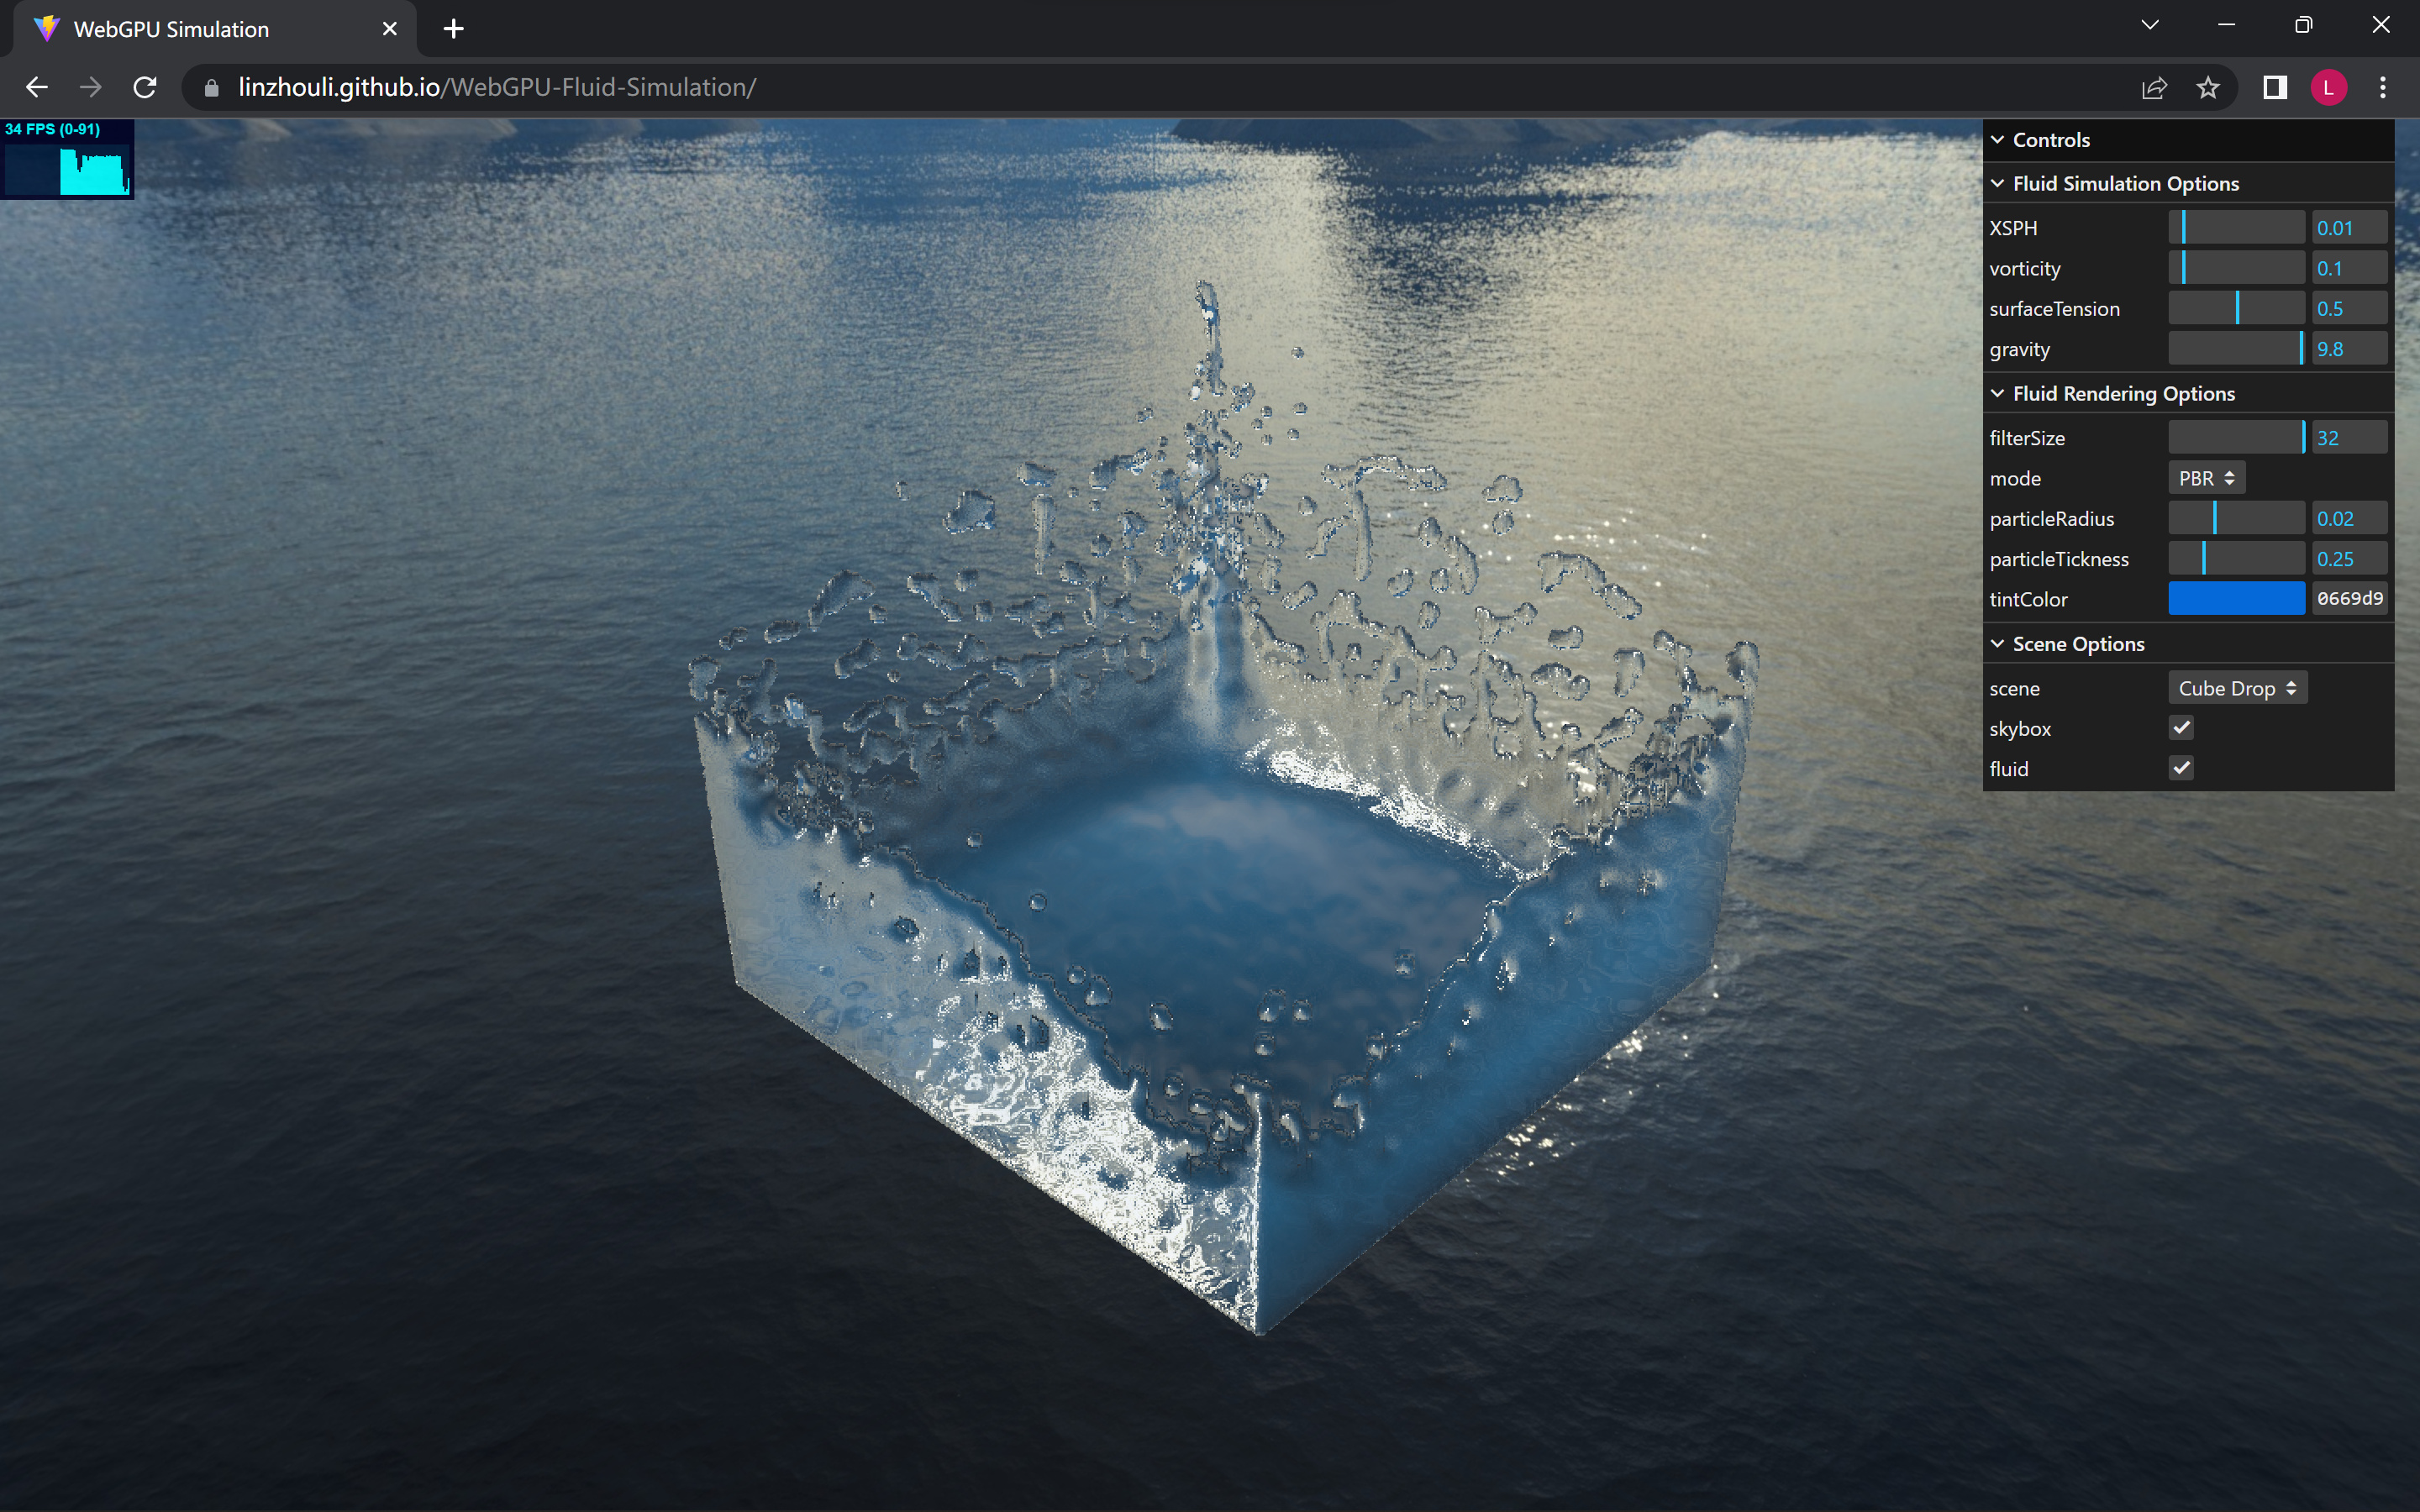 WebGPU Simulation
linzhouli.github.io/WebGPU-Fluid-Simulation/
L
34 FPS (0-91)
Controls
Fluid Simulation Options
XSPH 0.01
vorticity 0.1
surfaceTension 0.5
gravity 9.8
Fluid Rendering Options
filterSize 32
mode PBR
particleRadius 0.02
particleTickness 0.25
tintColor 0669d9
Scene Options
scene Cube Drop
skybox
fluid